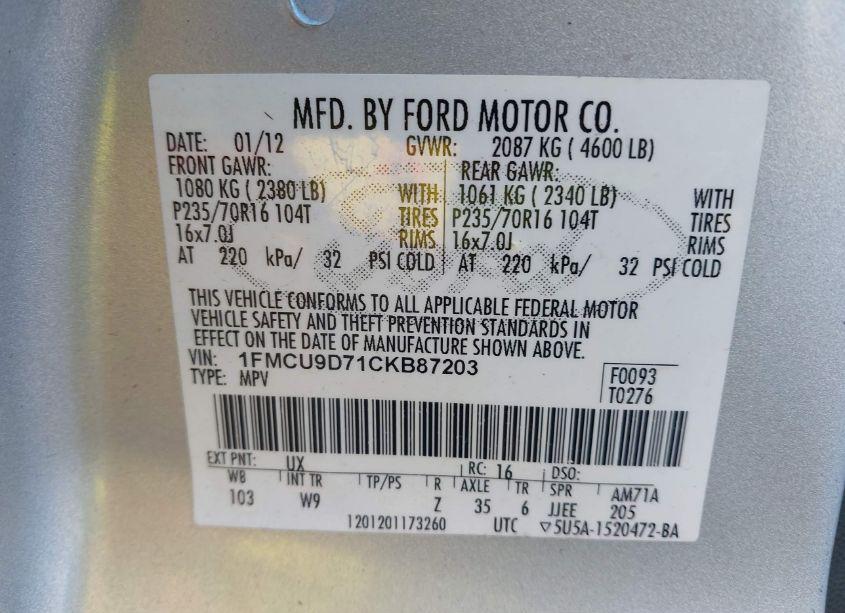 MFD. BY FORD MOTOR CO.
DATE: 01/12 GVWR: 2087 KG ( 4600 LB)
FRONT GAWR: REAR GAWR:
1080 KG ( 2380 LB) WITH 1061 KG ( 2340 LB) WITH
P235/70R16 104T TIRES P235/70R16 104T TIRES
16x7.0J RIMS 16x7.0J RIMS
AT 220 kPa/ 32 PSI COLD AT 220 kPa/ 32 PSI COLD
THIS VEHICLE CONFORMS TO ALL APPLICABLE FEDERAL MOTOR
VEHICLE SAFETY AND THEFT PREVENTION STANDARDS IN
EFFECT ON THE DATE OF MANUFACTURE SHOWN ABOVE.
VIN: 1FMCU9D71CKB87203
TYPE: MPV F0093
T0276
EXT PNT: UX RC: 16 DSO:
WB INT TR TP/PS R AXLE TR SPR AM71A
103 W9 Z 35 6 JJEE 205
1201201173260 UTC ▽5U5A-1520472-BA